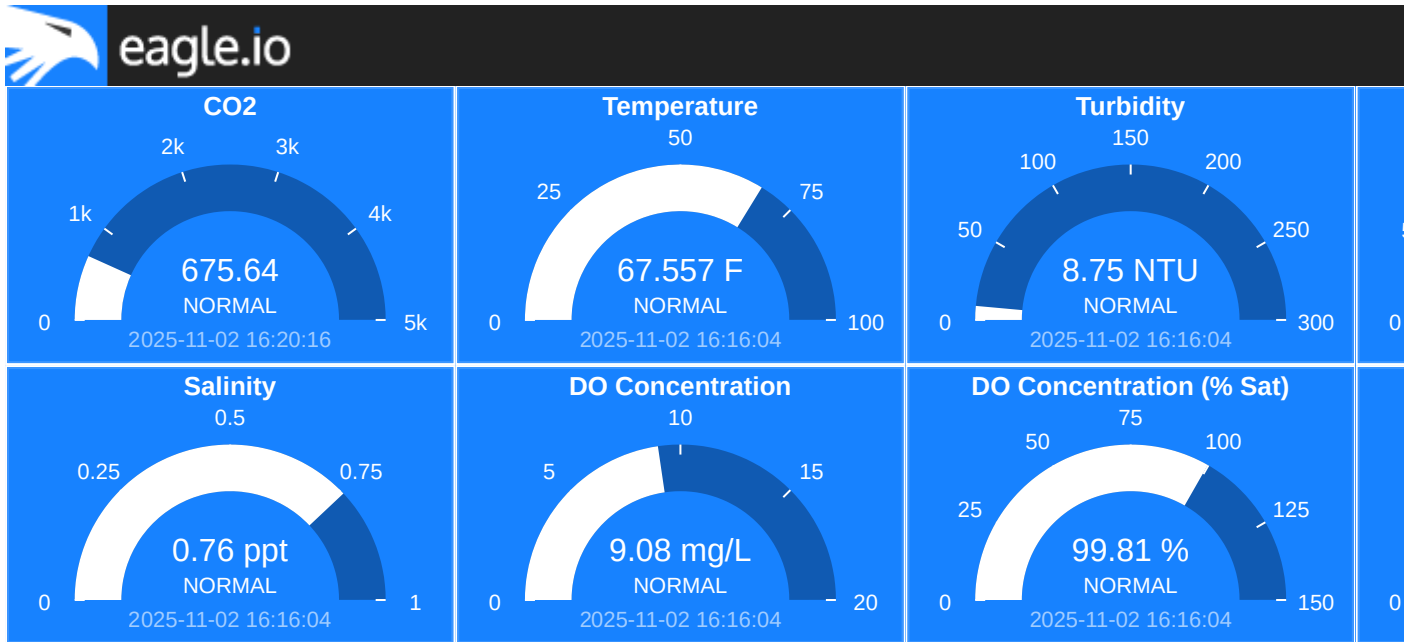 eagle.io
CO2
2k
3k
1k
4k
675.64
NORMAL
0
5k
2025-11-02 16:20:16
Temperature
50
25
75
67.557 F
NORMAL
0
100
2025-11-02 16:16:04
Turbidity
150
100
200
50
250
8.75 NTU
NORMAL
0
300
2025-11-02 16:16:04
0
Salinity
0.5
0.25
0.75
0.76 ppt
NORMAL
0
1
2025-11-02 16:16:04
DO Concentration
10
5
15
9.08 mg/L
NORMAL
0
20
2025-11-02 16:16:04
DO Concentration (% Sat)
75
50
100
25
125
99.81 %
NORMAL
0
150
2025-11-02 16:16:04
0